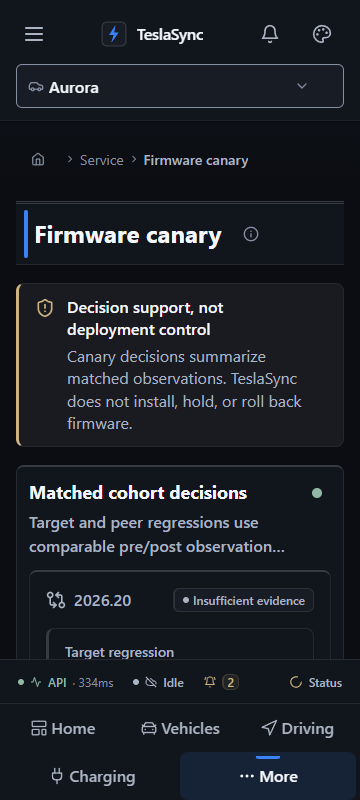 TeslaSync
Aurora
Service
Firmware canary
Firmware canary
Decision support, not
deployment control
Canary decisions summarize
matched observations. TeslaSync
does not install, hold, or roll back
firmware.
Matched cohort decisions
Target and peer regressions use
comparable pre/post observation...
2026.20
Insufficient evidence
Target regression
API · 334ms
Idle
2
Status
Home
Vehicles
Driving
Charging
More